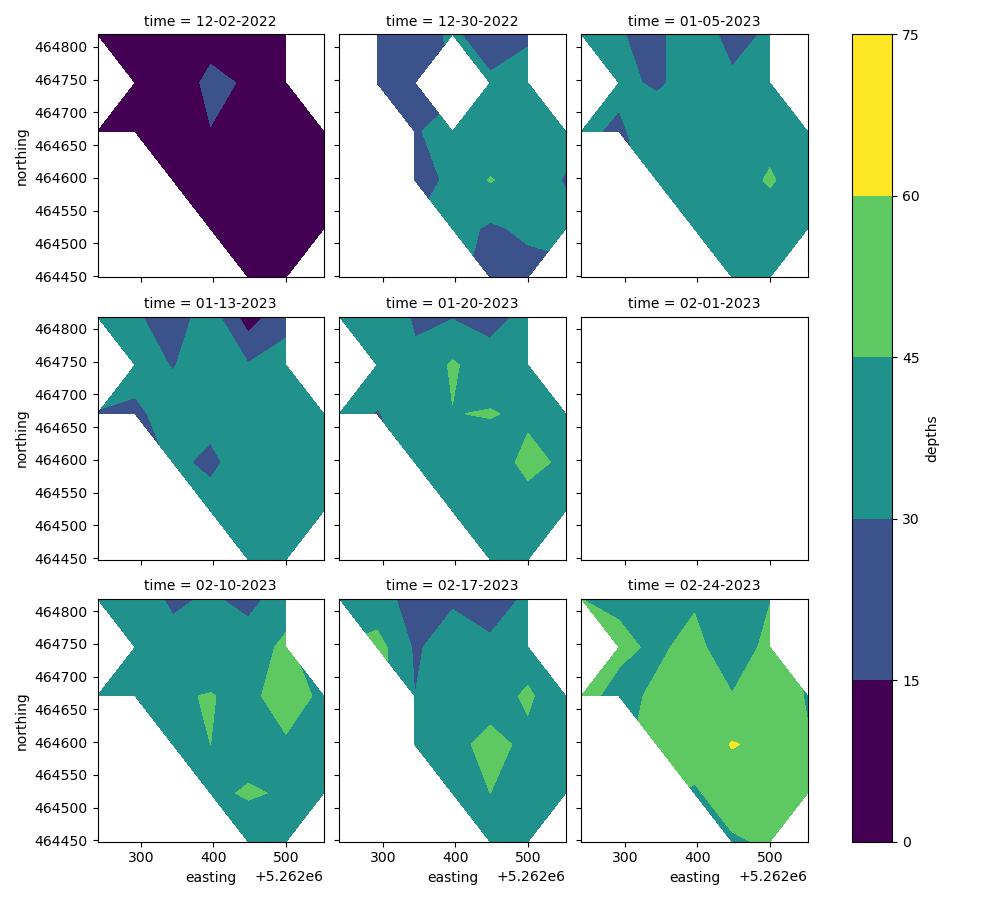 time = 12-02-2022
time = 12-30-2022
time = 01-05-2023
464800
464750
464700
464650
464600
464550
464500
464450
northing
time = 01-13-2023
time = 01-20-2023
time = 02-01-2023
464800
464750
464700
464650
464600
464550
464500
464450
northing
time = 02-10-2023
time = 02-17-2023
time = 02-24-2023
464800
464750
464700
464650
464600
464550
464500
464450
northing
300 400 500
easting +5.262e6
300 400 500
easting +5.262e6
300 400 500
easting +5.262e6
75
60
45
30
15
0
depths